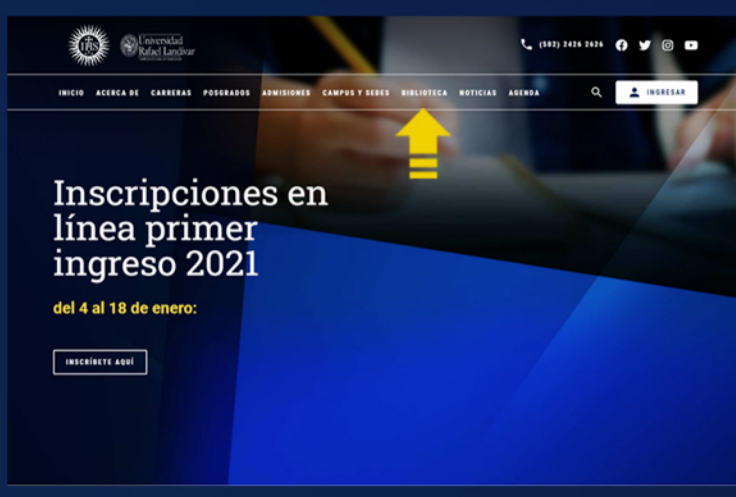 IHS
Universidad
Rafael Landívar
(502) 2426 2626
INICIO ACERCA DE CARRERAS POSGRADOS ADMISIONES CAMPUS Y SEDES BIBLIOTECA NOTICIAS AGENDA INGRESAR
Inscripciones en
línea primer
ingreso 2021
del 4 al 18 de enero:
INSCRÍBETE AQUÍ